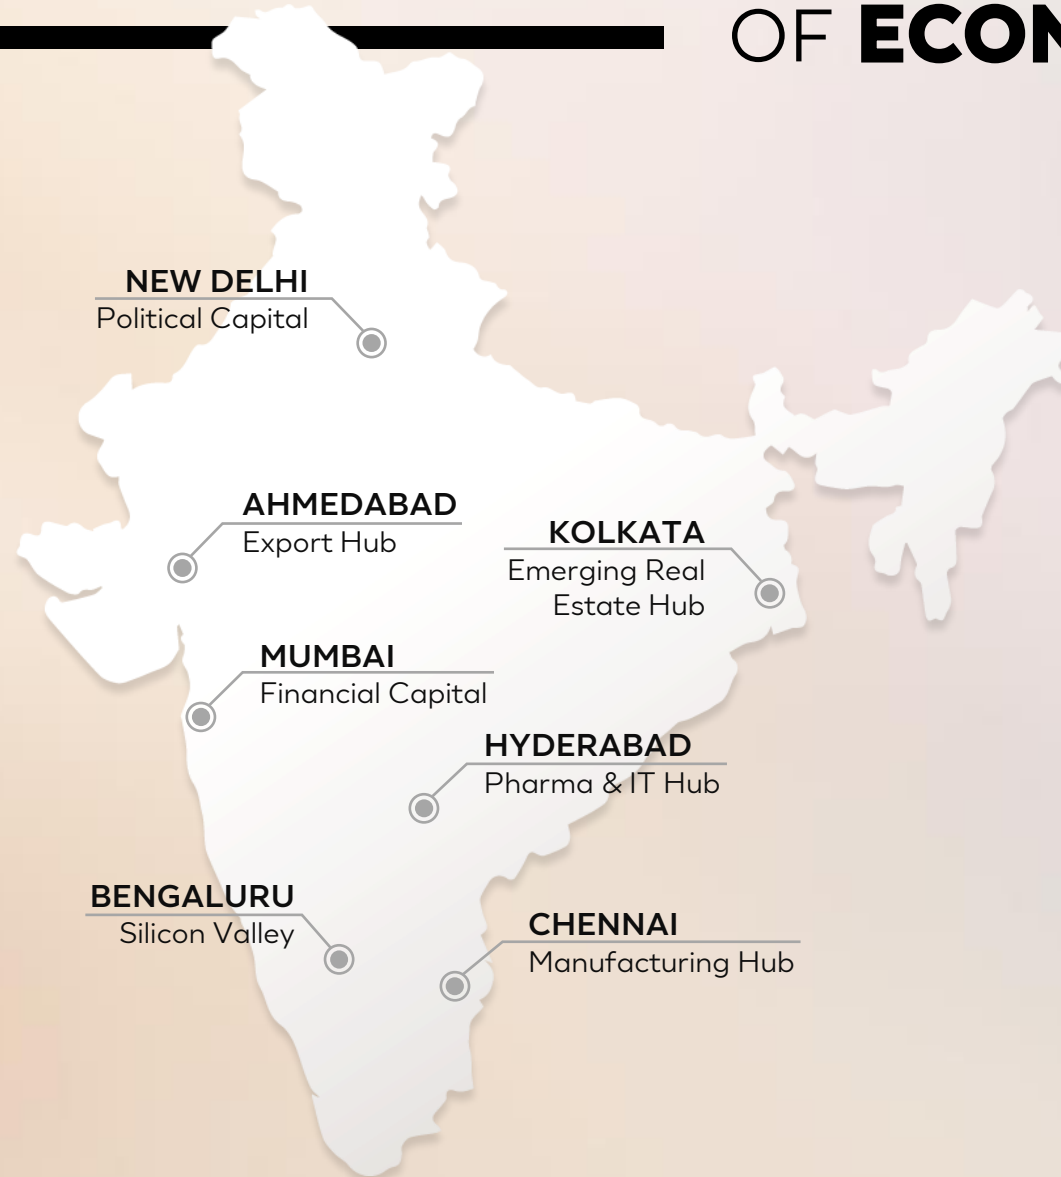 OF ECON
NEW DELHI
Political Capital
AHMEDABAD
Export Hub
KOLKATA
Emerging Real
Estate Hub
MUMBAI
Financial Capital
HYDERABAD
Pharma & IT Hub
BENGALURU
Silicon Valley
CHENNAI
Manufacturing Hub